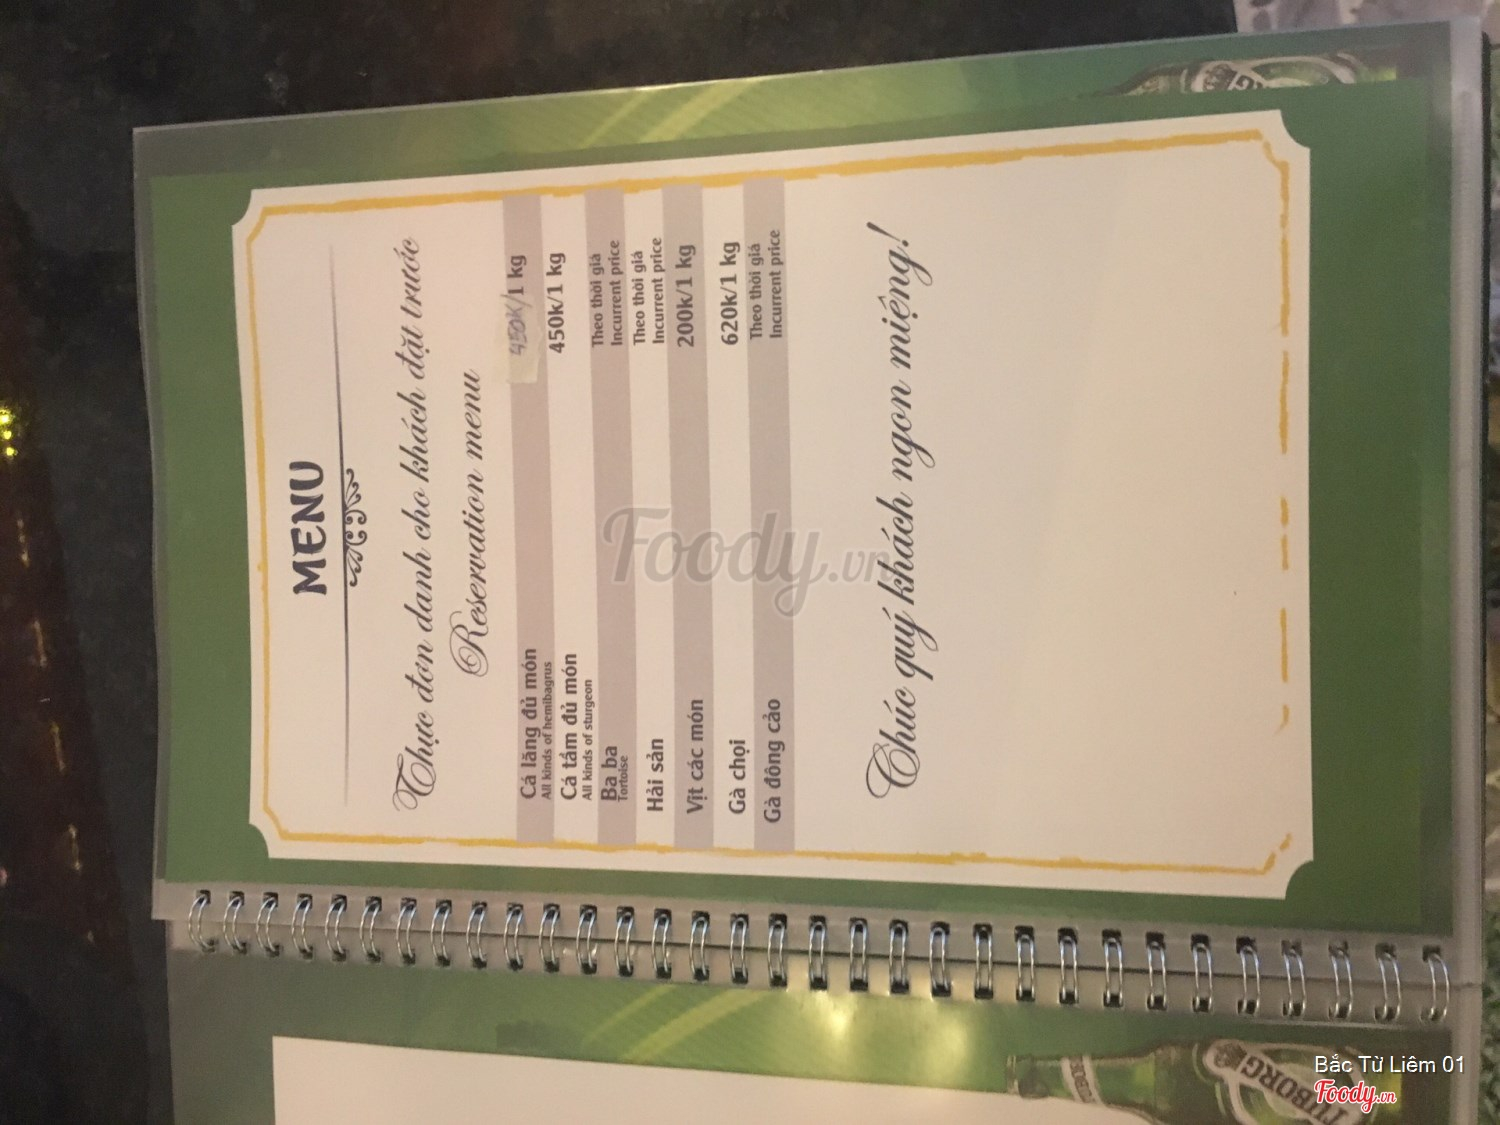 MENU
Thực đơn danh cho khách đặt trước
Reservation menu
Cá lăng đủ món 450K/1 kg
All kinds of hemibagrus
Cá tầm đủ món 450k/1 kg
All kinds of sturgeon
Ba ba Theo thời giá
Tortoise Incurrent price
Hải sản Theo thời giá
Incurrent price
Vịt các món 200k/1 kg
Gà chọi 620k/1 kg
Gà đông cảo Theo thời giá
Incurrent price
Chúc quý khách ngon miệng!
Foody.vn
TUBORG
Bắc Từ Liêm 01
Foody.vn